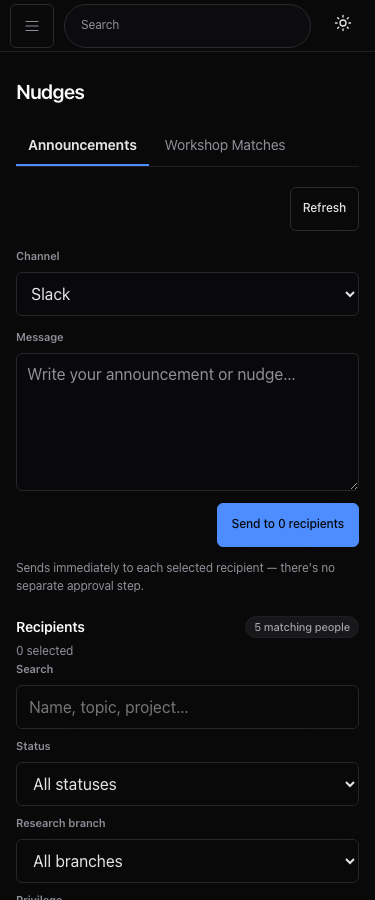 Search
Nudges
Announcements
Workshop Matches
Refresh
Channel
Slack
Message
Write your announcement or nudge...
Send to 0 recipients
Sends immediately to each selected recipient — there's no
separate approval step.
Recipients
5 matching people
0 selected
Search
Name, topic, project...
Status
All statuses
Research branch
All branches
Privilege